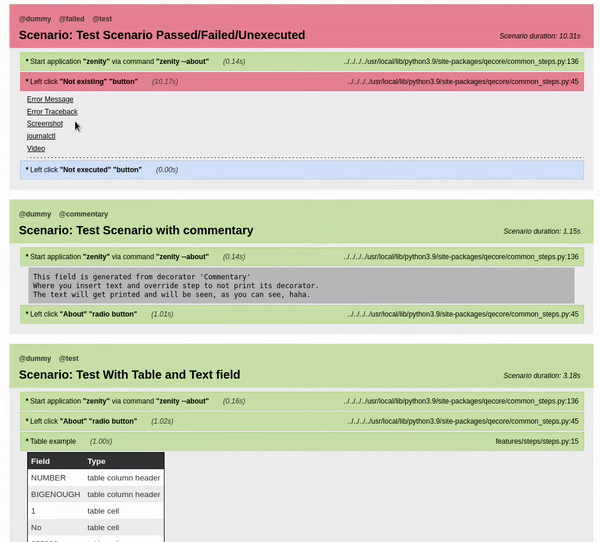 @dummy @failed @test
Scenario: Test Scenario Passed/Failed/Unexecuted Scenario duration: 10.31s
* Start application "zenity" via command "zenity --about" (0.14s) ../../../../usr/local/lib/python3.9/site-packages/qecore/common_steps.py:136
* Left click "Not existing" "button" (10.17s) ../../../../usr/local/lib/python3.9/site-packages/qecore/common_steps.py:45
Error Message
Error Traceback
Screenshot
journalctl
Video
* Left click "Not executed" "button" (0.00s)
@dummy @commentary
Scenario: Test Scenario with commentary Scenario duration: 1.15s
* Start application "zenity" via command "zenity --about" (0.14s) ../../../../usr/local/lib/python3.9/site-packages/qecore/common_steps.py:136
This field is generated from decorator 'Commentary'
Where you insert text and override step to not print its decorator.
The text will get printed and will be seen, as you can see, haha.
* Left click "About" "radio button" (1.01s) ../../../../usr/local/lib/python3.9/site-packages/qecore/common_steps.py:45
@dummy @test
Scenario: Test With Table and Text field Scenario duration: 3.18s
* Start application "zenity" via command "zenity --about" (0.16s) ../../../../usr/local/lib/python3.9/site-packages/qecore/common_steps.py:136
* Left click "About" "radio button" (1.02s) ../../../../usr/local/lib/python3.9/site-packages/qecore/common_steps.py:45
* Table example (1.00s) features/steps/steps.py:15
Field Type
NUMBER table column header
BIGENOUGH table column header
1 table cell
No table cell